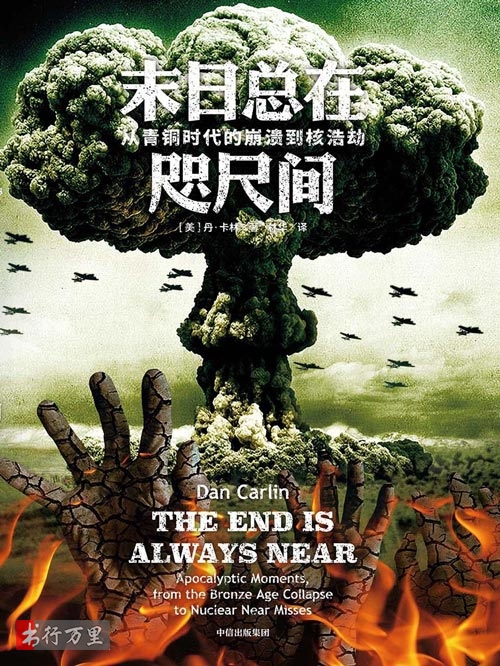 末日总在
从青铜时代的崩溃到核浩劫
咫尺间
[美]丹·卡林 译
Dan Carlin
THE END IS
ALWAYS NEAR
Apocalyptic Moments,
from the Bronze Age Collapse
to Nuclear Near Misses
中信出版集团
书行万里